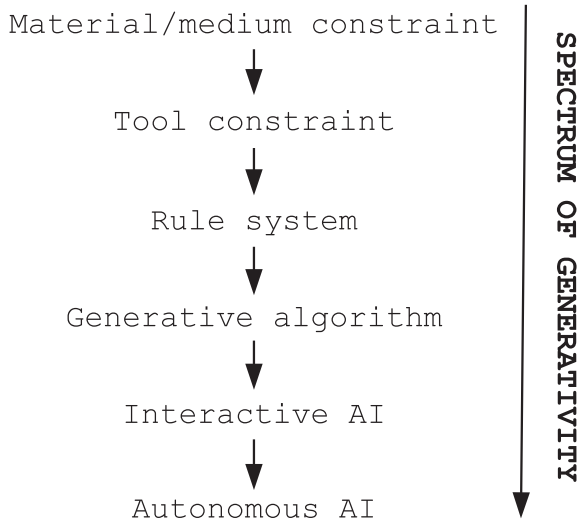 Material/medium constraint
Tool constraint
Rule system
Generative algorithm
Interactive AI
Autonomous AI
SPECTRUM OF GENERATIVITY